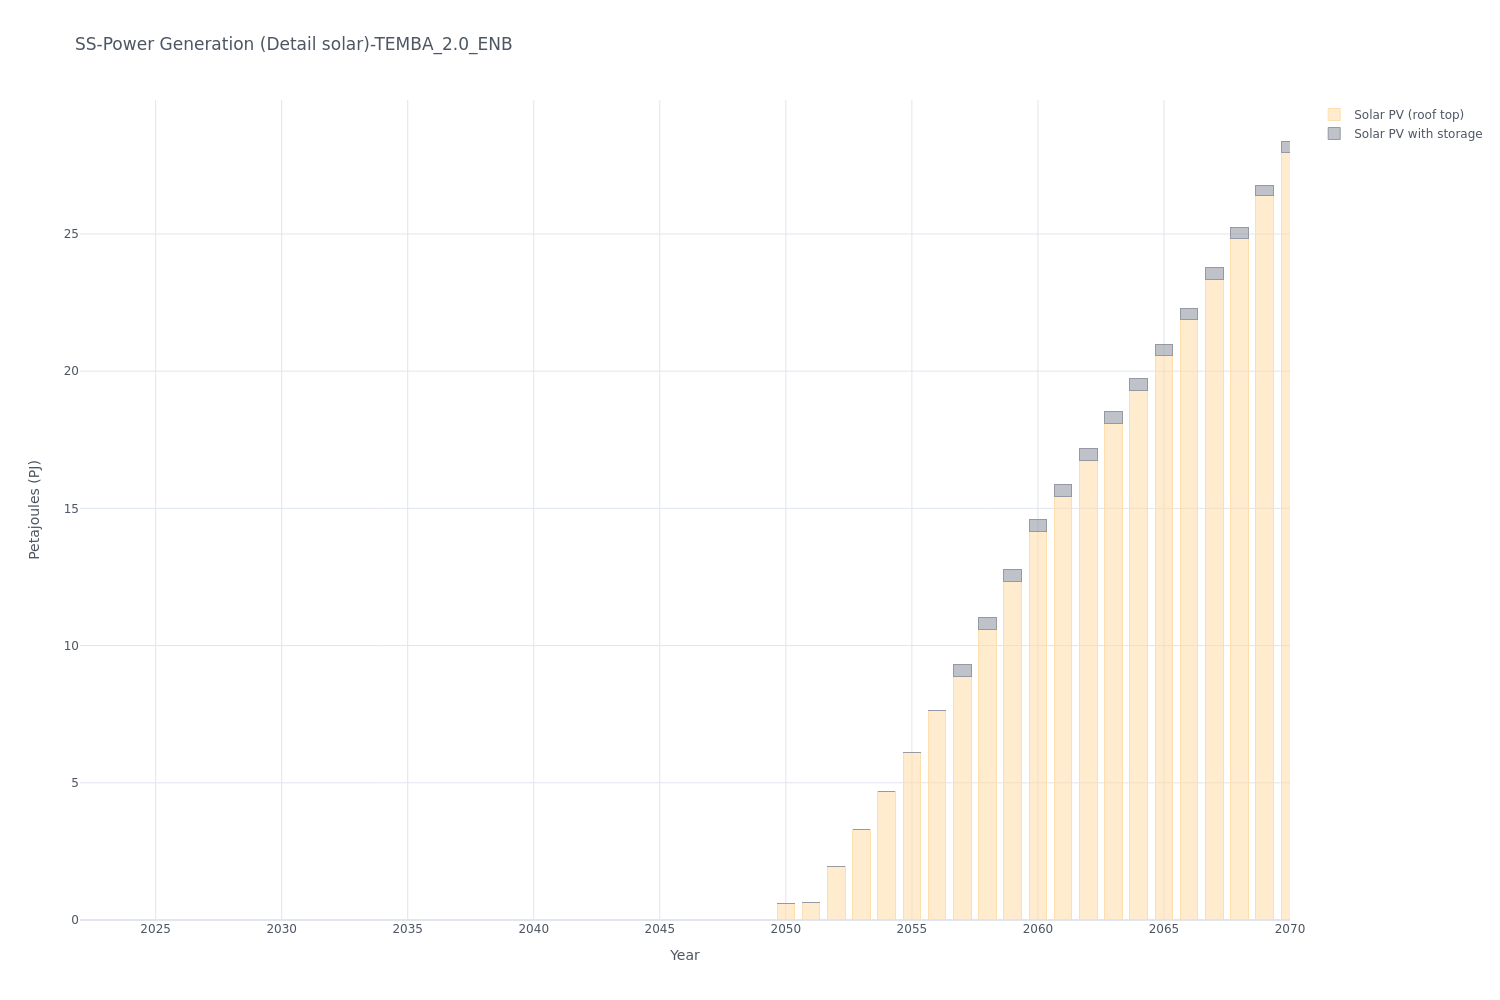 SS-Power Generation (Detail solar)-TEMBA_2.0_ENB
Solar PV (roof top)
Solar PV with storage
Petajoules (PJ)
25
20
15
10
5
0
2025 2030 2035 2040 2045 2050 2055 2060 2065 2070
Year